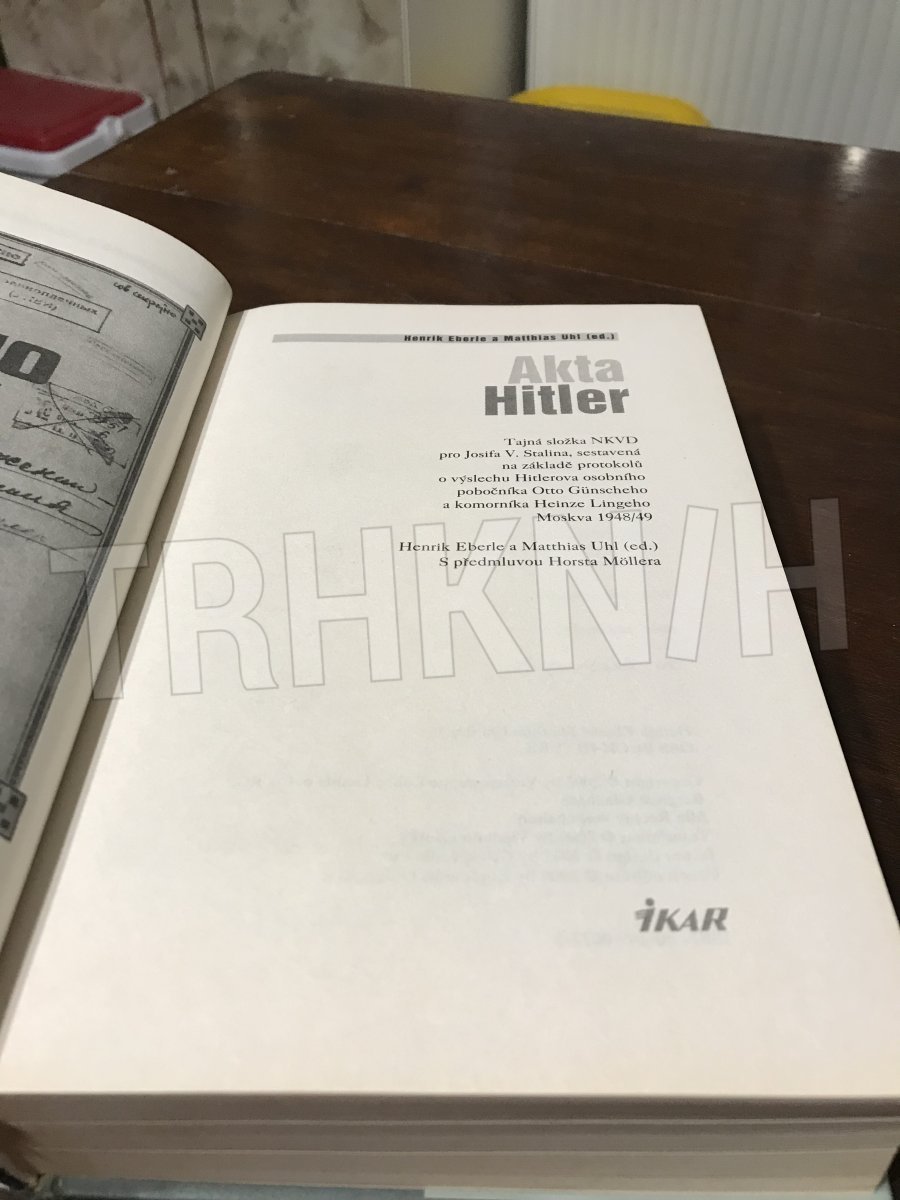 сов секретно
Henrik Eberle a Matthias Uhl (ed.)
Akta
Hitler
Tajná složka NKVD
pro Josifa V. Stalina, sestavená
na základě protokolů
o výslechu Hitlerova osobního
pobočníka Otto Günscheho
a komorníka Heinze Lingeho
Moskva 1948/49
Henrik Eberle a Matthias Uhl (ed.)
S předmluvou Horsta Möllera
TRHKNIH
IKAR